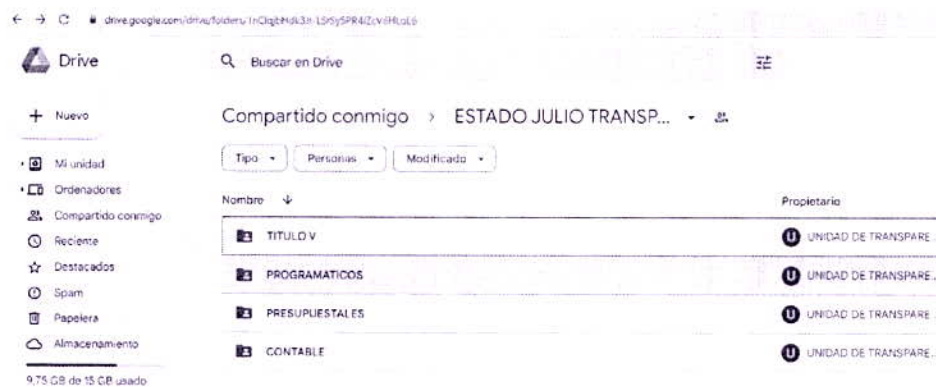 Drive
Buscar en Drive
Nuevo
Compartido conmigo > ESTADO JULIO TRANSP...
Tipo
Personas
Modificado
Mi unidad
Ordenadores
Compartido conmigo
Reciente
Destacados
Spam
Papelera
Almacenamiento
9,75 GB de 15 GB usado
Nombre
Propietario
TITULO V
U UNIDAD DE TRANSPARE...
PROGRAMATICOS
U UNIDAD DE TRANSPARE...
PRESUPUESTALES
U UNIDAD DE TRANSPARE...
CONTABLE
U UNIDAD DE TRANSPARE...